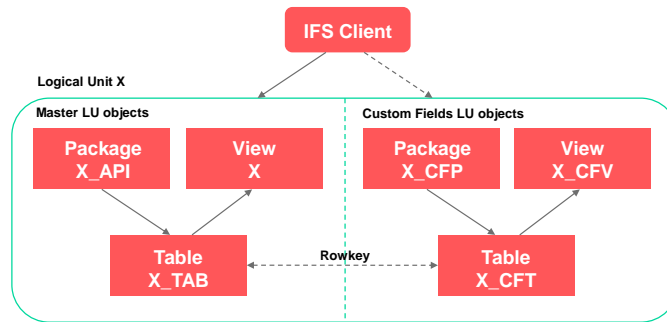 IFS Client
Logical Unit X
Master LU objects
Custom Fields LU objects
Package
X_API
View
X
Package
X_CFP
View
X_CFV
Table
X_TAB
Rowkey
Table
X_CFT